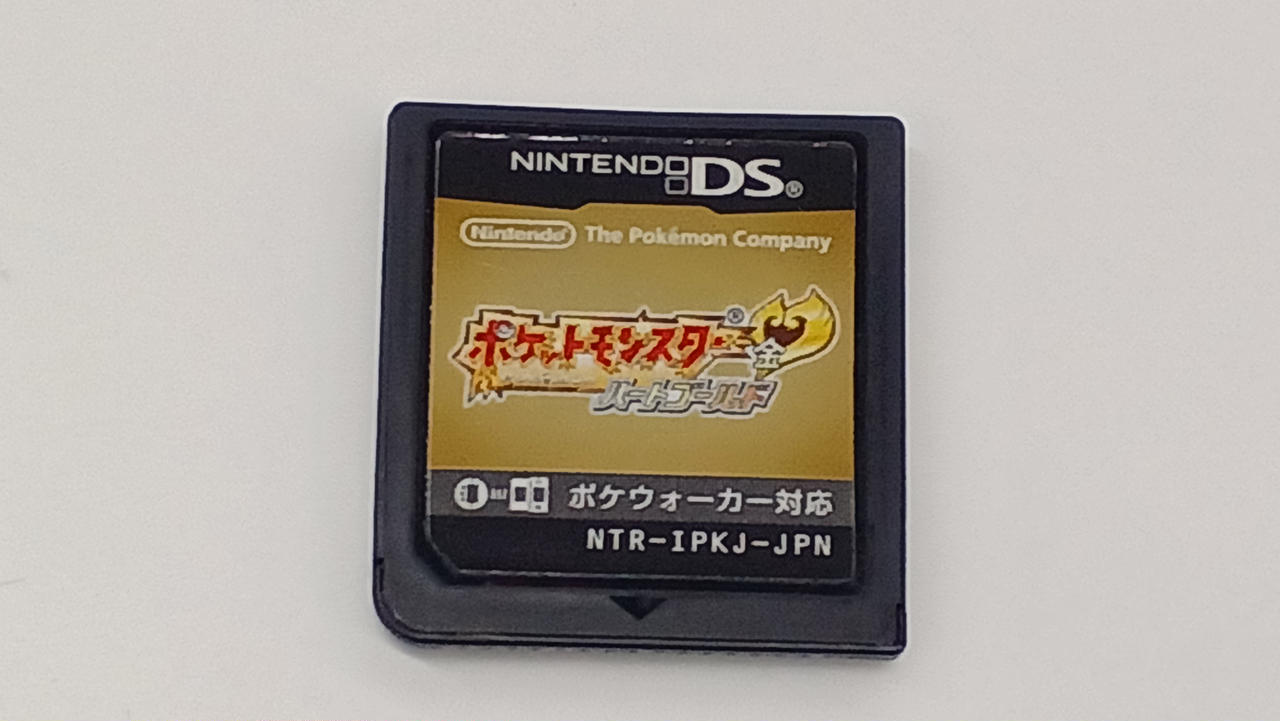 NINTENDO DS®
Nintendo® The Pokémon Company
ポケットモンスター®
ハートゴールド
ポケウォーカー対応
NTR-IPKJ-JPN